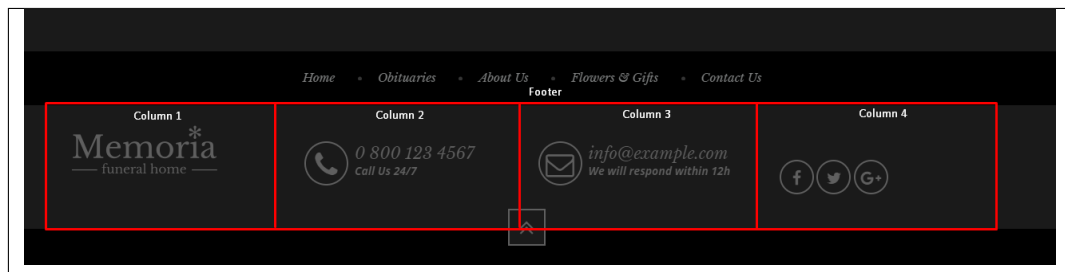 Home • Obituaries • About Us • Flowers & Gifts • Contact Us
Footer
Column 1
Memoria
funeral home
Column 2
0 800 123 4567
Call Us 24/7
Column 3
info@example.com
We will respond within 12h
Column 4
f G+